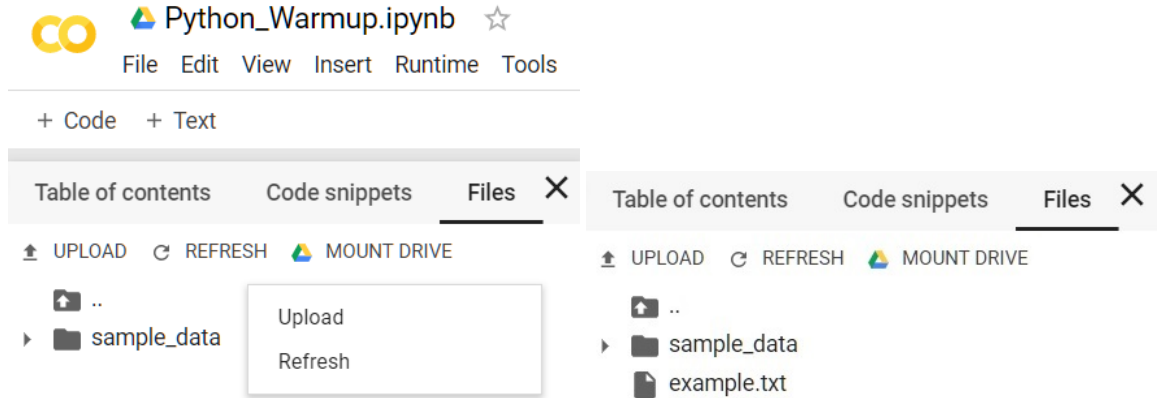 Python_Warmup.ipynb
File Edit View Insert Runtime Tools
+ Code + Text
Table of contents Code snippets Files
UPLOAD REFRESH MOUNT DRIVE
..
sample_data
Upload
Refresh
Table of contents Code snippets Files
UPLOAD REFRESH MOUNT DRIVE
..
sample_data
example.txt